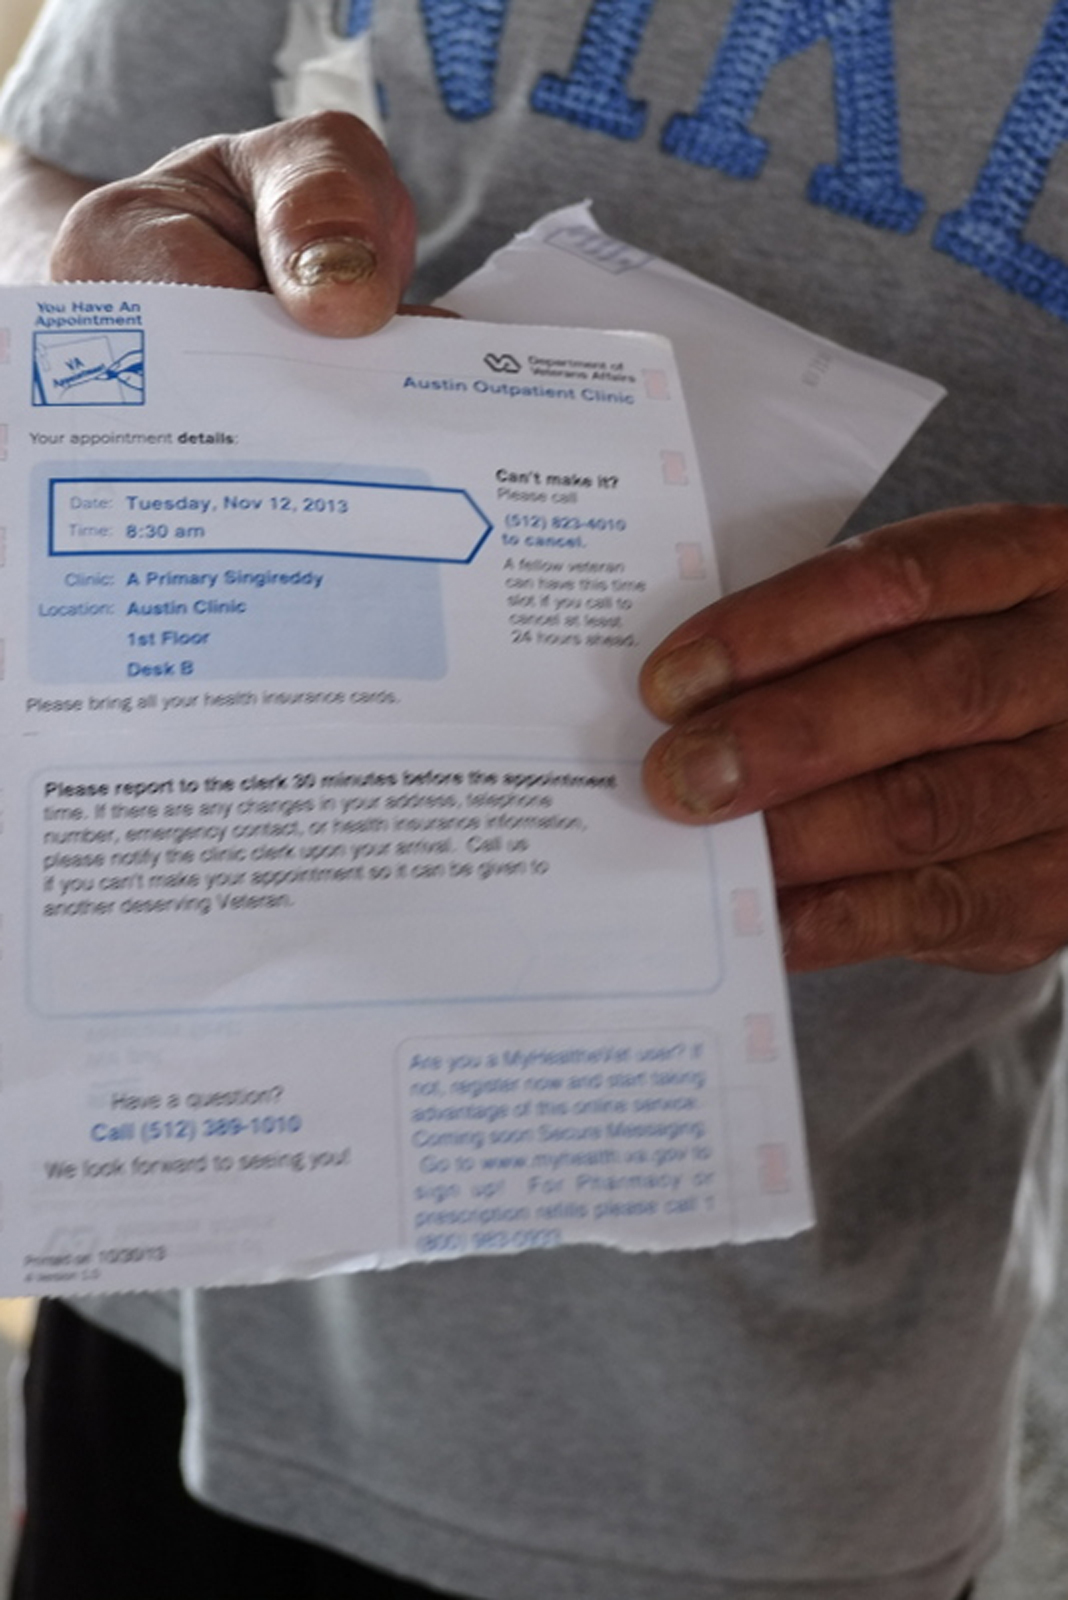 You Have An
Appointment
VA
Appointment
Department of
Veterans Affairs
Austin Outpatient Clinic
Your appointment details:
Date: Tuesday, Nov 12, 2013
Time: 8:30 am
Clinic: A Primary Singireddy
Location: Austin Clinic
1st Floor
Desk B
Can't make it?
Please call
(512) 823-4010
to cancel.
A fellow veteran
can have this time
slot if you call to
cancel at least
24 hours ahead.
Please bring all your health insurance cards.
Please report to the clerk 30 minutes before the appointment
time. If there are any changes in your address, telephone
number, emergency contact, or health insurance information,
please notify the clinic clerk upon your arrival. Call us
if you can't make your appointment so it can be given to
another deserving Veteran.
Have a question?
Call (512) 389-1010
We look forward to seeing you!
Are you a MyHealtheVet user? If
not, register now and start taking
advantage of this online service.
Coming soon Secure Messaging.
Go to www.myhealth.va.gov to
sign up! For Pharmacy or
prescription refills please call 1
(800) 983-0933
Printed on 10/30/13